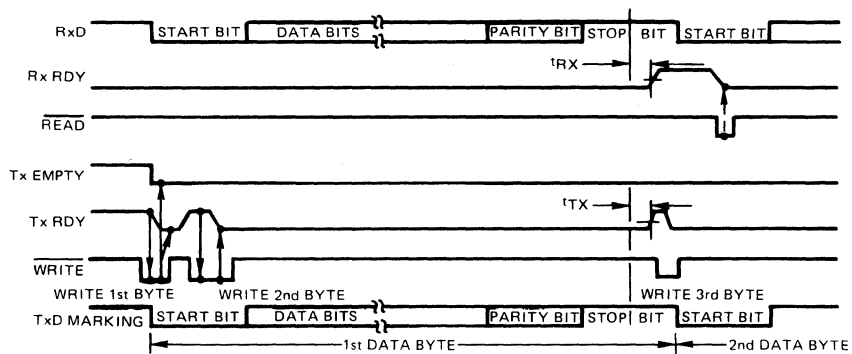 RxD START BIT DATA BITS PARITY BIT STOP BIT START BIT
tRX
Rx RDY
READ
Tx EMPTY
tTX
Tx RDY
WRITE
WRITE 1st BYTE WRITE 2nd BYTE WRITE 3rd BYTE
TxD MARKING START BIT DATA BITS PARITY BIT STOP BIT START BIT
1st DATA BYTE 2nd DATA BYTE